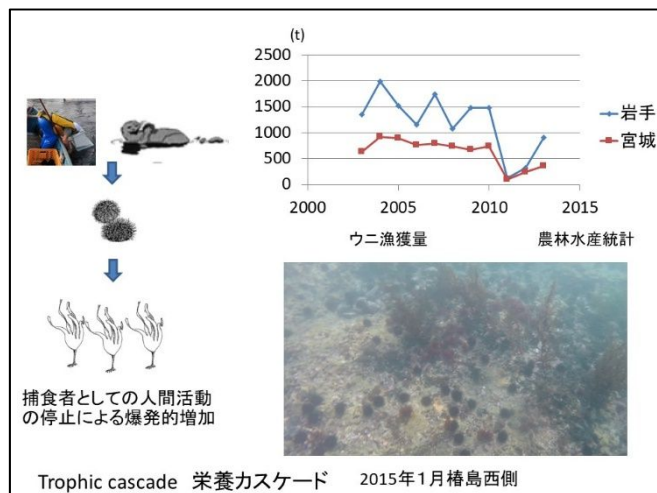 (t)
2500
2000
1500
1000
500
0
2000
2005
2010
2015
岩手
宮城
ウニ漁獲量
農林水産統計
捕食者としての人間活動
の停止による爆発的増加
Trophic cascade 栄養カスケード
2015年1月椿島西側